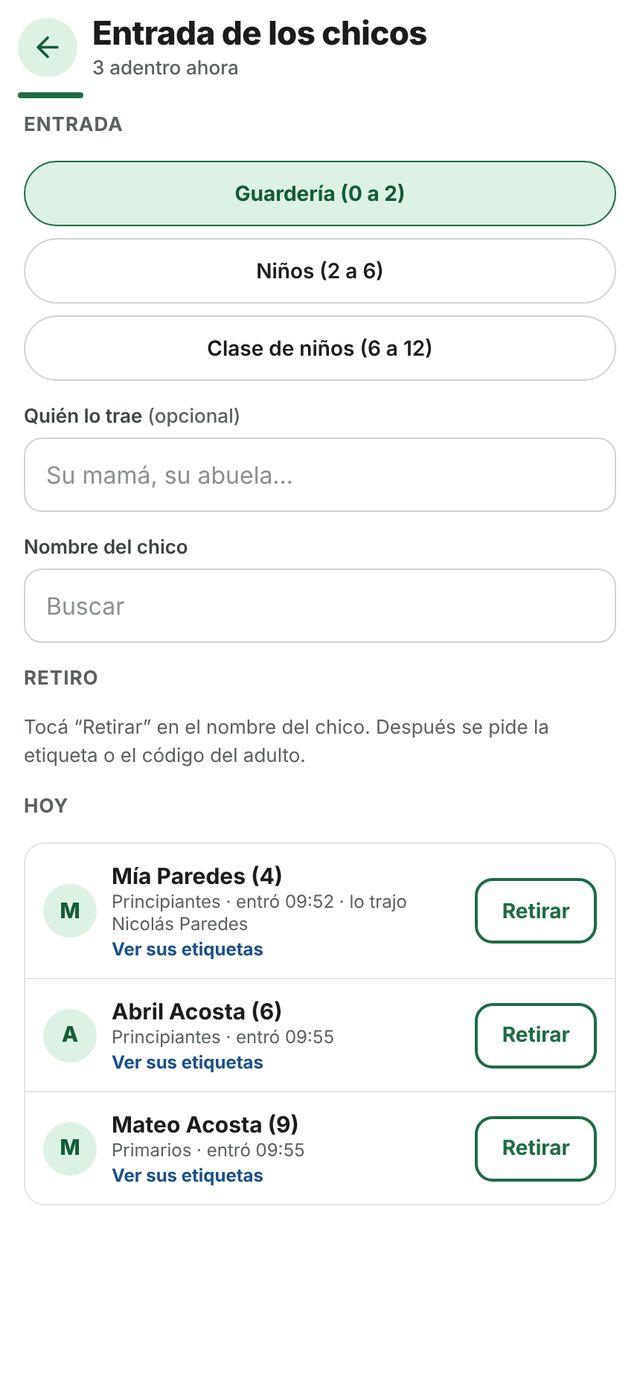 Entrada de los chicos
3 adentro ahora
ENTRADA
Guardería (0 a 2)
Niños (2 a 6)
Clase de niños (6 a 12)
Quién lo trae (opcional)
Su mamá, su abuela...
Nombre del chico
Buscar
RETIRO
Tocá “Retirar” en el nombre del chico. Después se pide la
etiqueta o el código del adulto.
HOY
M
Mía Paredes (4)
Principiantes · entró 09:52 · lo trajo
Nicolás Paredes
Ver sus etiquetas
Retirar
A
Abril Acosta (6)
Principiantes · entró 09:55
Ver sus etiquetas
Retirar
M
Mateo Acosta (9)
Primarios · entró 09:55
Ver sus etiquetas
Retirar